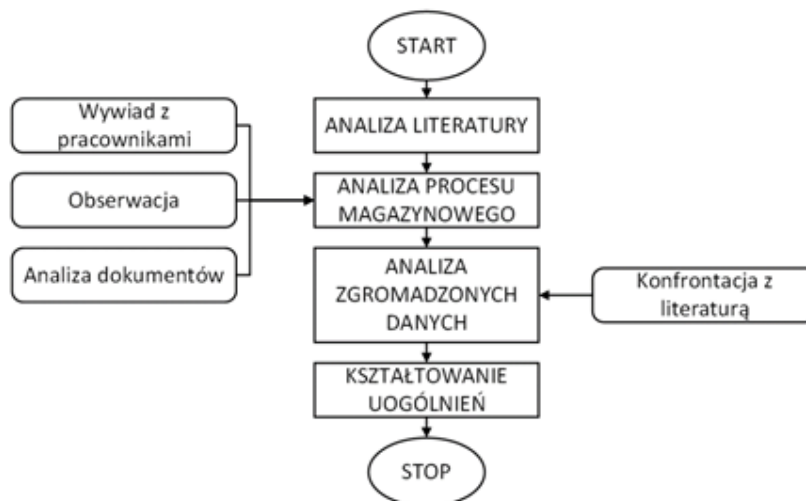 START
ANALIZA LITERATURY
Wywiad z
pracownikami
Obserwacja
Analiza dokumentów
ANALIZA PROCESU
MAGAZYNOWEGO
ANALIZA
ZGROMADZONYCH
DANYCH
Konfrontacja z
literaturą
KSZTAŁTOWANIE
UOGÓLNIEŃ
STOP